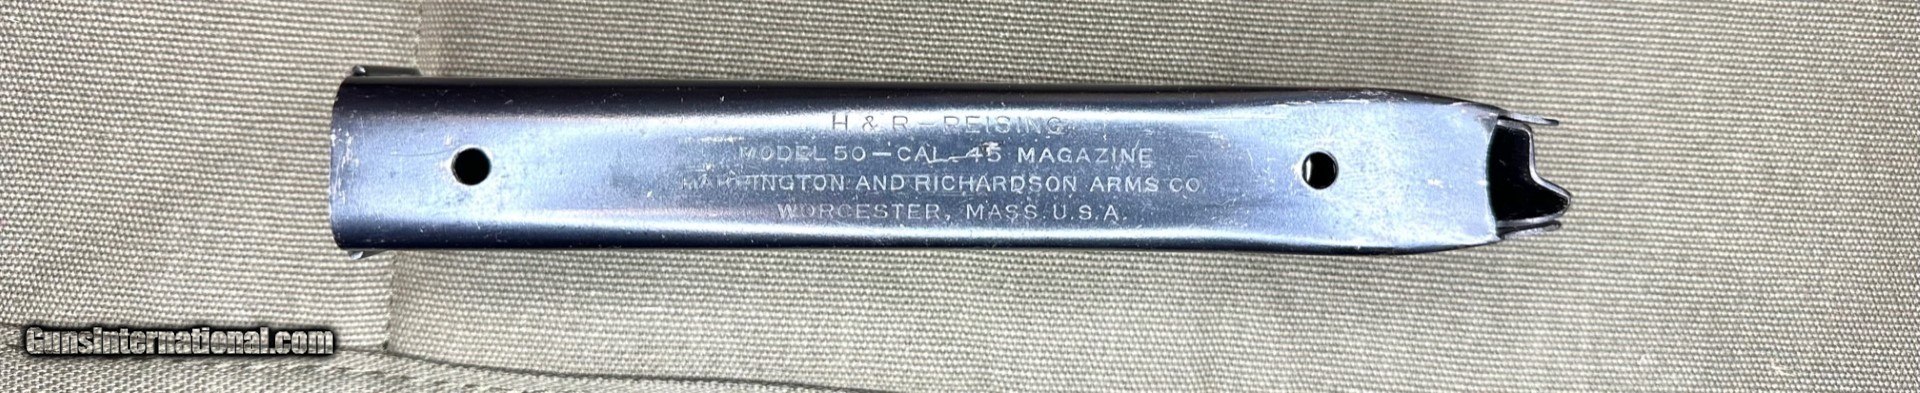 H & R – REISING
MODEL 50 – CAL. 45 MAGAZINE
HARRINGTON AND RICHARDSON ARMS CO.
WORCESTER, MASS. U.S.A.
GunsInternational.com